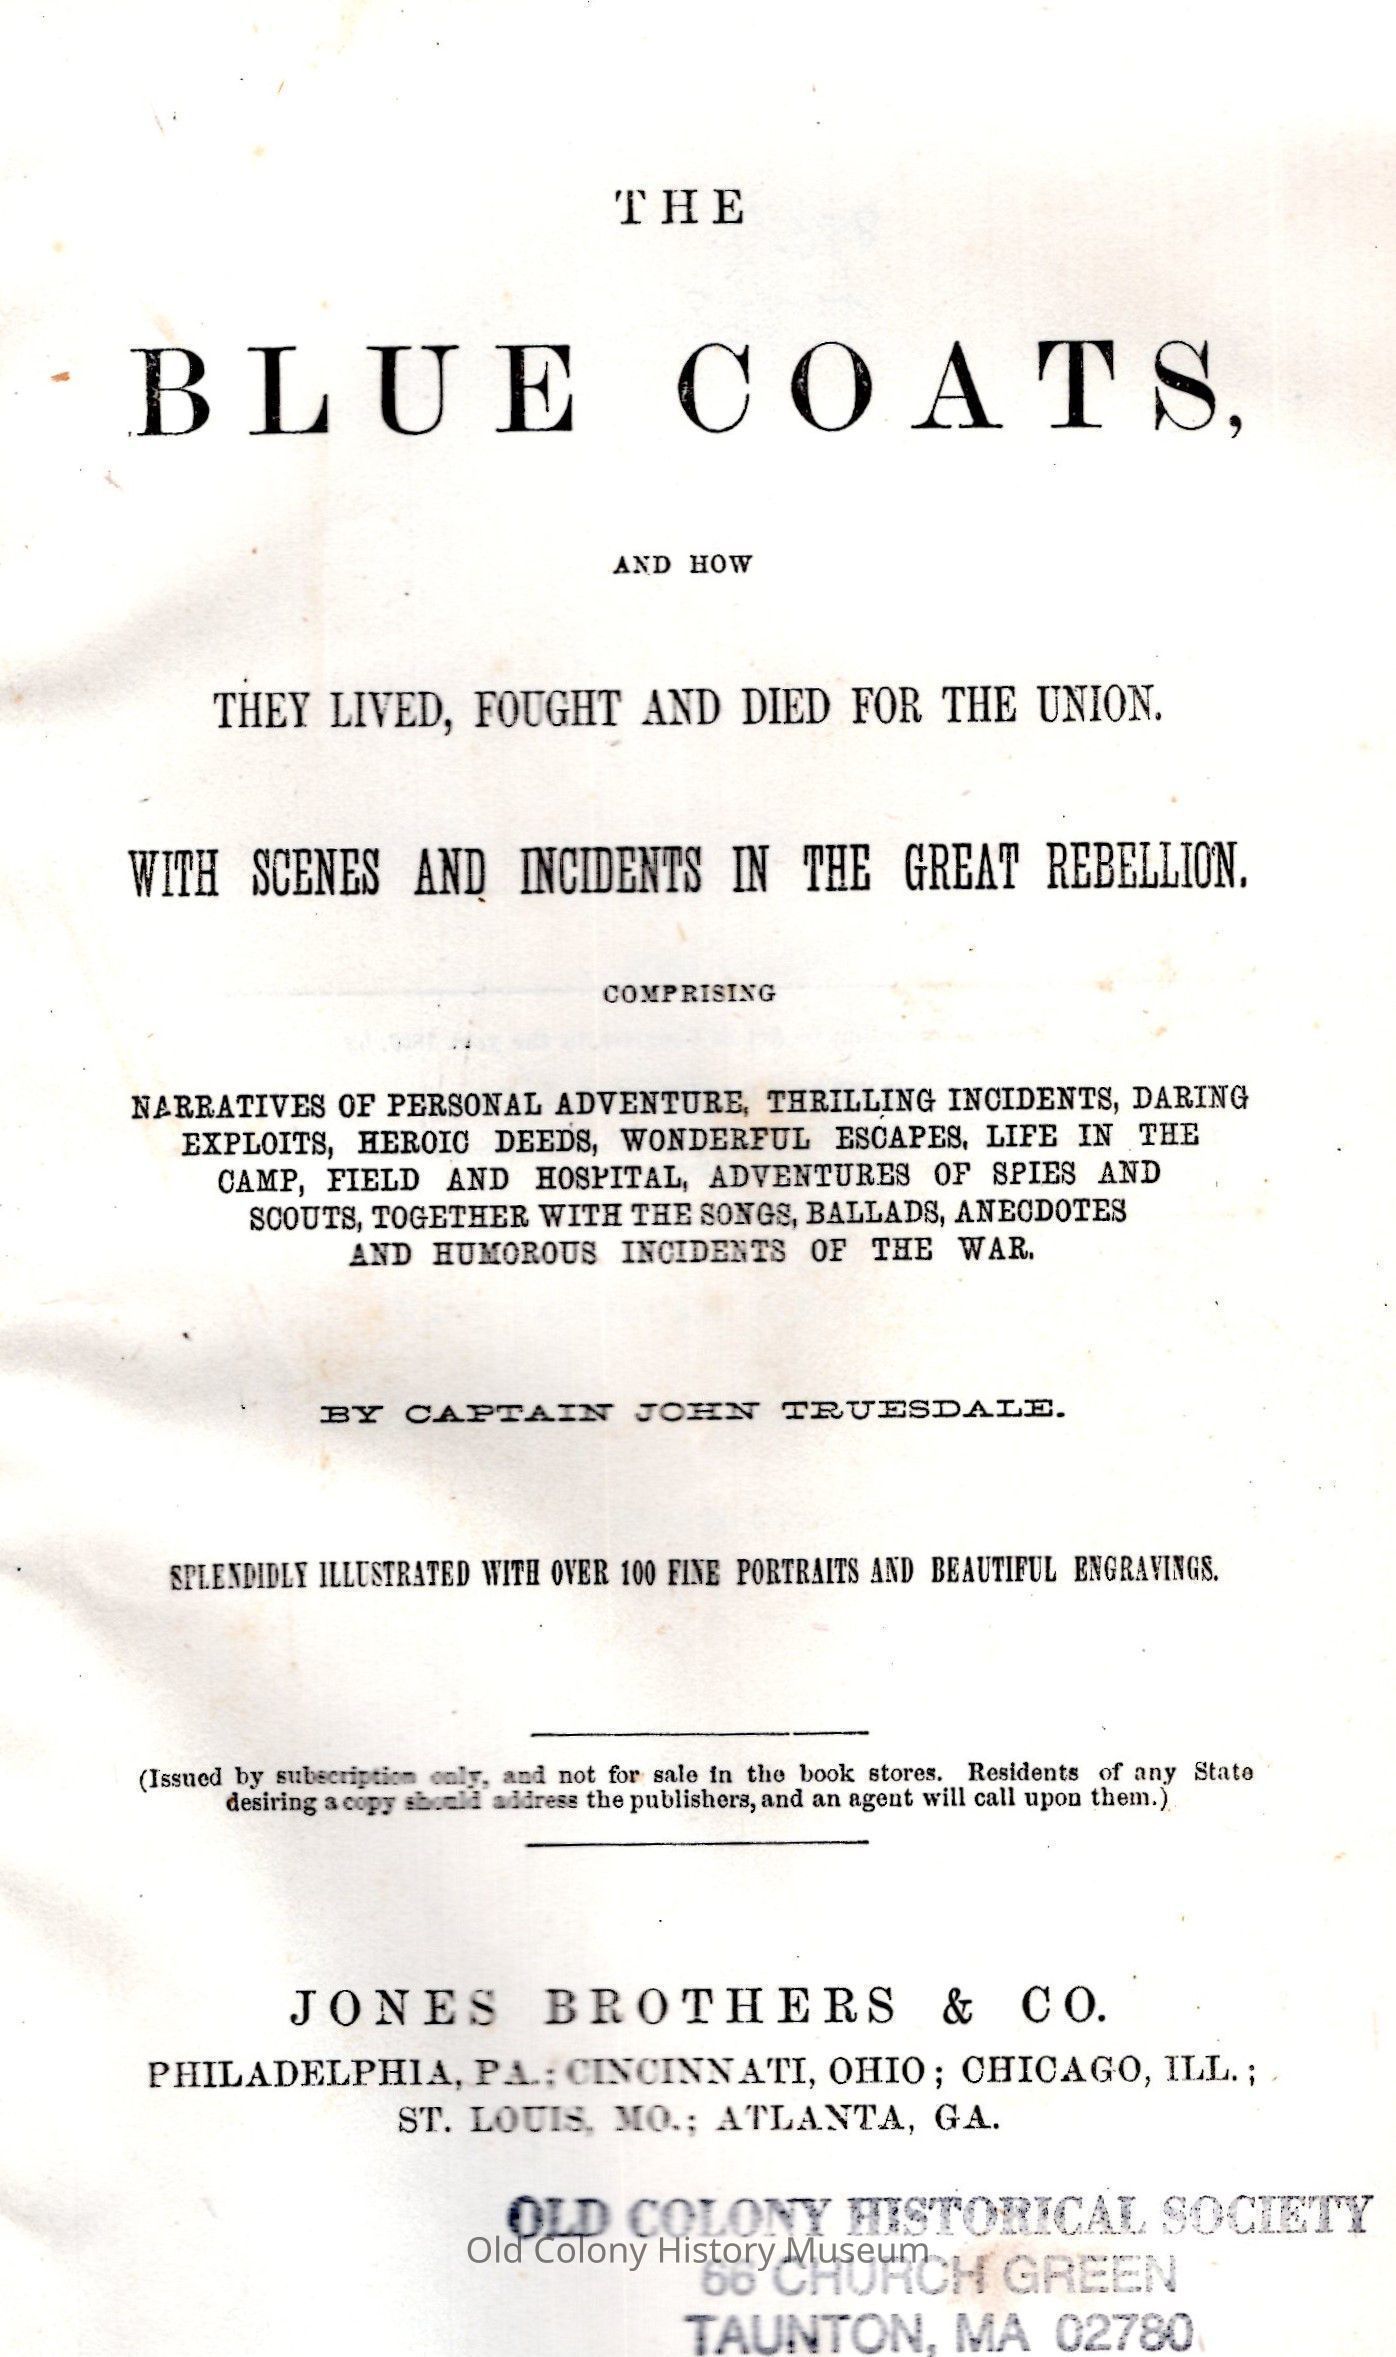 THE
BLUE COATS,
AND HOW
THEY LIVED, FOUGHT AND DIED FOR THE UNION.
WITH SCENES AND INCIDENTS IN THE GREAT REBELLION.
COMPRISING
NARRATIVES OF PERSONAL ADVENTURE, THRILLING INCIDENTS, DARING
EXPLOITS, HEROIC DEEDS, WONDERFUL ESCAPES, LIFE IN THE
CAMP, FIELD AND HOSPITAL, ADVENTURES OF SPIES AND
SCOUTS, TOGETHER WITH THE SONGS, BALLADS, ANECDOTES
AND HUMOROUS INCIDENTS OF THE WAR.
BY CAPTAIN JOHN TRUESDALE.
SPLENDIDLY ILLUSTRATED WITH OVER 100 FINE PORTRAITS AND BEAUTIFUL ENGRAVINGS.
(Issued by subscription only, and not for sale in the book stores. Residents of any State
desiring a copy should address the publishers, and an agent will call upon them.)
JONES BROTHERS & CO.
PHILADELPHIA, PA.; CINCINNATI, OHIO; CHICAGO, ILL.;
ST. LOUIS, MO.; ATLANTA, GA.
OLD COLONY HISTORICAL SOCIETY
Old Colony History Museum
66 CHURCH GREEN
TAUNTON, MA 02780